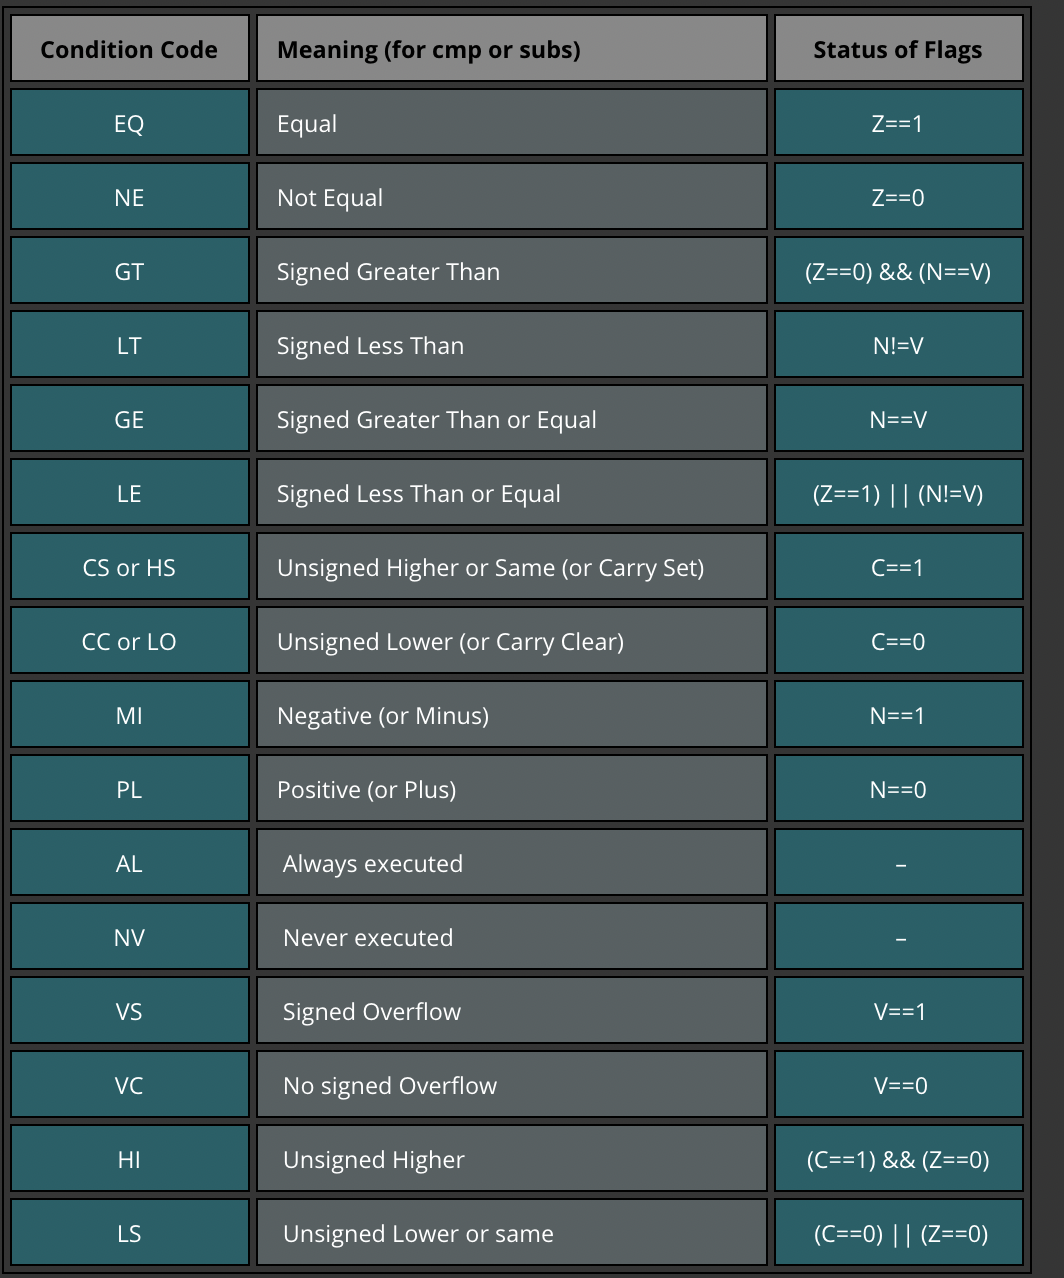 Condition Code Meaning (for cmp or subs) Status of Flags
EQ Equal Z==1
NE Not Equal Z==0
GT Signed Greater Than (Z==0) && (N==V)
LT Signed Less Than N!=V
GE Signed Greater Than or Equal N==V
LE Signed Less Than or Equal (Z==1) || (N!=V)
CS or HS Unsigned Higher or Same (or Carry Set) C==1
CC or LO Unsigned Lower (or Carry Clear) C==0
MI Negative (or Minus) N==1
PL Positive (or Plus) N==0
AL Always executed –
NV Never executed –
VS Signed Overflow V==1
VC No signed Overflow V==0
HI Unsigned Higher (C==1) && (Z==0)
LS Unsigned Lower or same (C==0) || (Z==0)